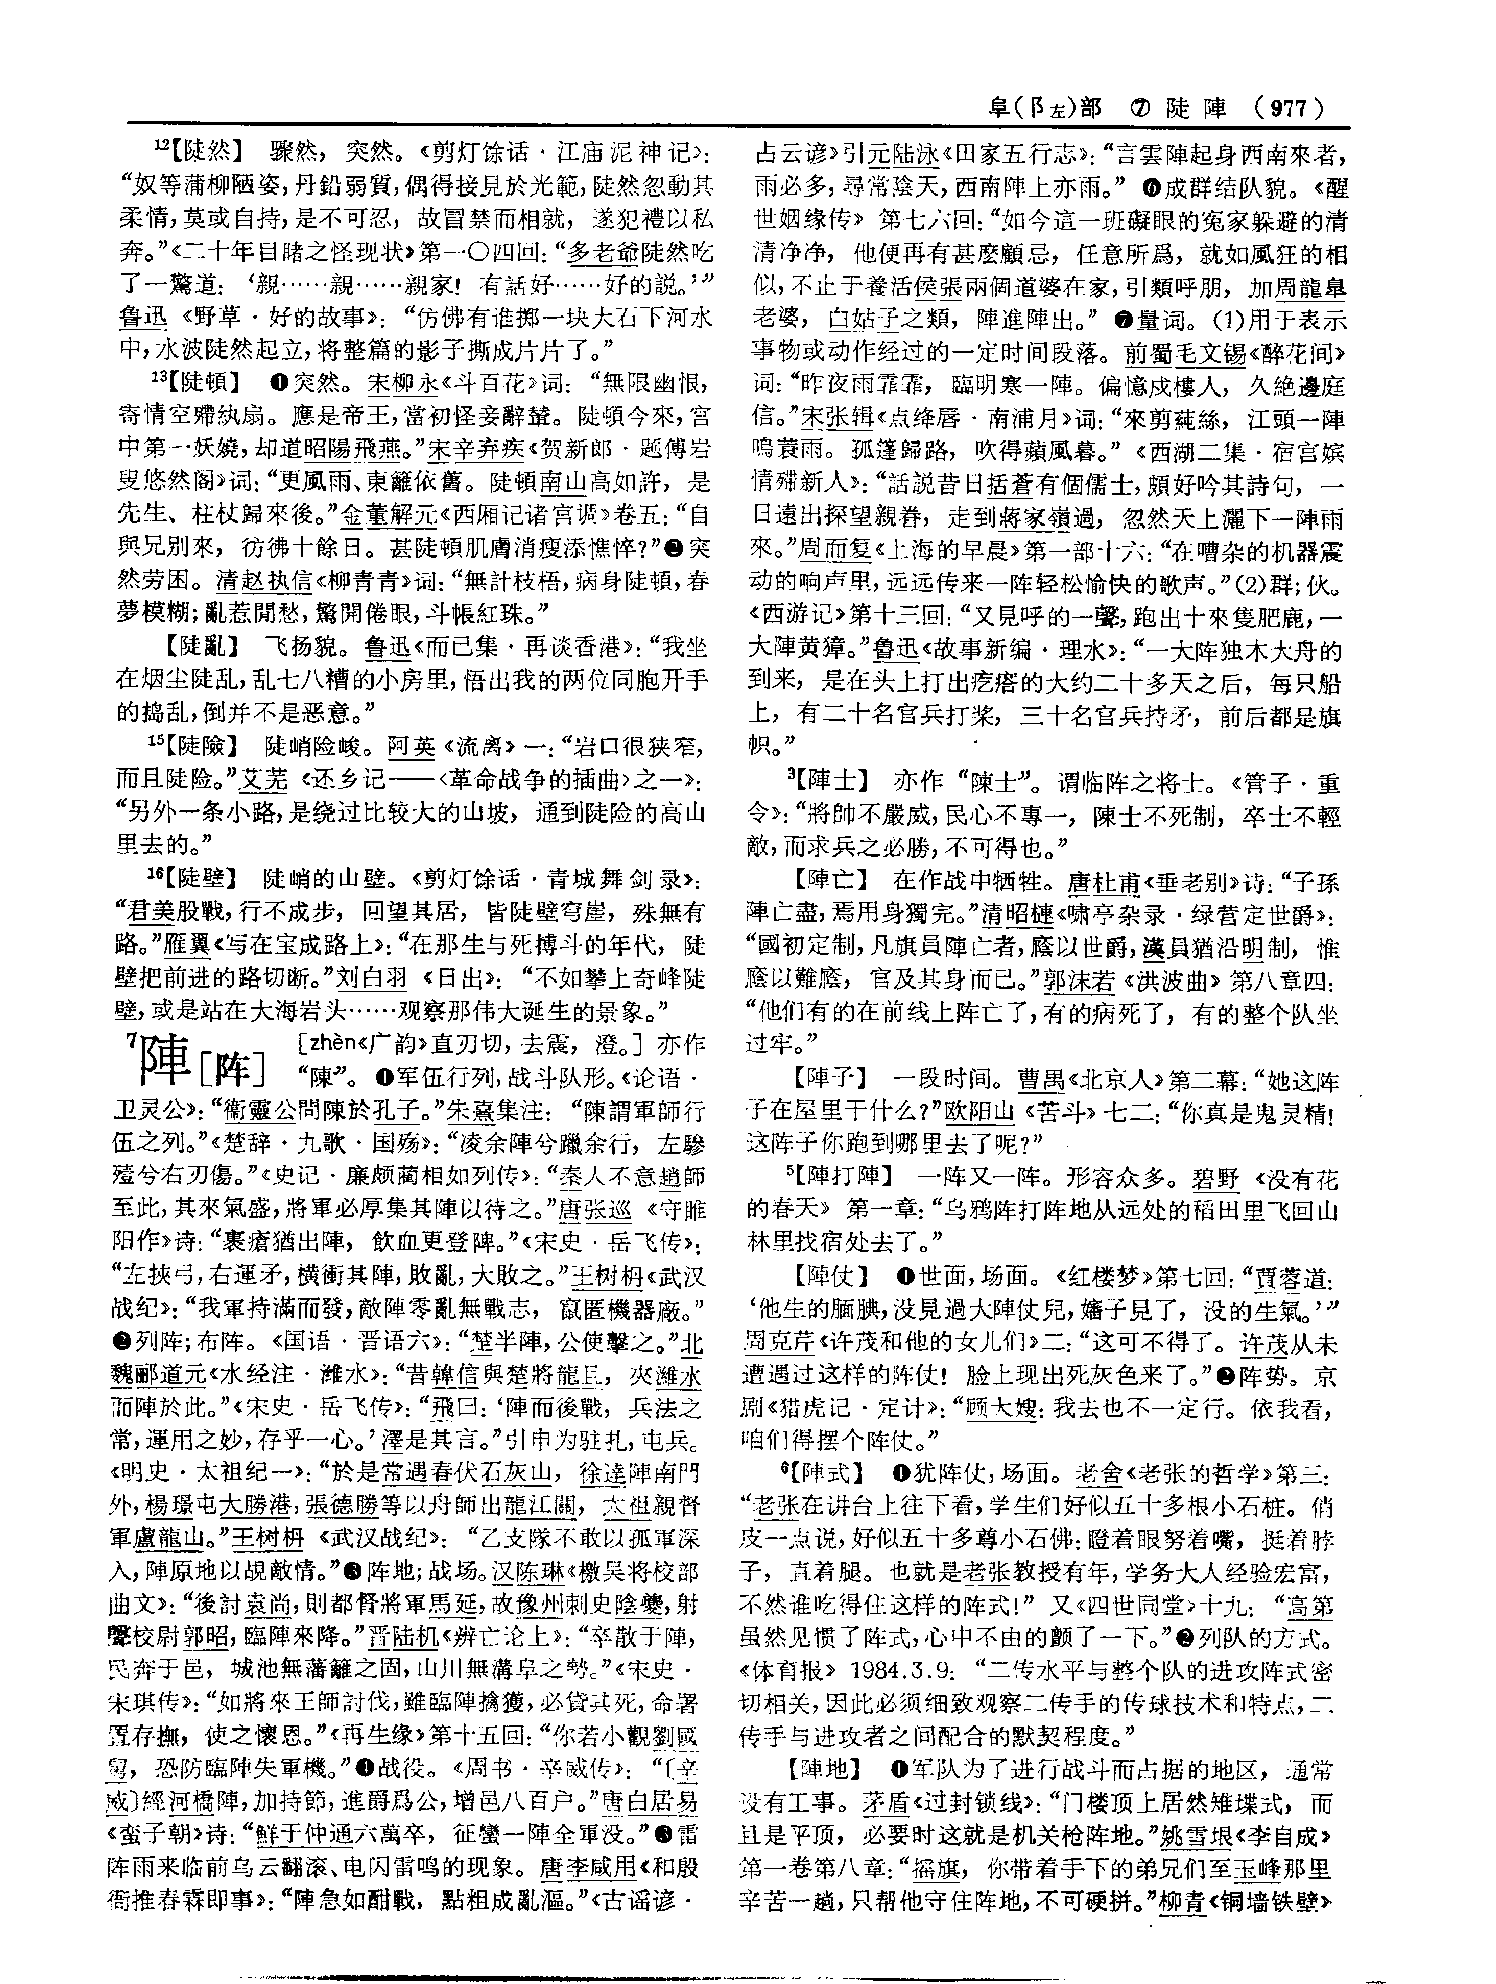 阜(阝左)部 ⑦ 陡 陣 (977)
¹²【陡然】 骤然，突然。《剪灯馀话·江庙泥神记》：
“奴等蒲柳陋姿，丹鉛弱質，偶得接見於光範，陡然忽動其
柔情，莫或自持，是不可忍，故冒禁而相就，遂犯禮以私
奔。”《二十年目睹之怪现状》第一〇四回：“多老爺陡然吃
了一驚道：‘親……親……親家！有話好……好的説。’”
鲁迅《野草·好的故事》：“仿佛有谁掷一块大石下河水
中，水波陡然起立，将整篇的影子撕成片片了。”
¹³【陡頓】 ❶突然。宋柳永《斗百花》词：“無限幽恨，
寄情空殢紈扇。應是帝王，當初怪妾辭輦。陡頓今來，宫
中第一妖嬈，却道昭陽飛燕。”宋辛弃疾《贺新郎·题傅岩
叟悠然阁》词：“更風雨、東籬依舊。陡頓南山高如許，是
先生、柱杖歸來後。”金董解元《西厢记诸宫调》卷五：“自
與兄别來，彷彿十餘日。甚陡頓肌膚消瘦添憔悴？”❷突
然劳困。清赵执信《柳青青》词：“無計枝梧，病身陡頓，春
夢模糊；亂惹閒愁，驚開倦眼，斗帳紅珠。”
【陡亂】 飞扬貌。鲁迅《而已集·再谈香港》：“我坐
在烟尘陡乱，乱七八糟的小房里，悟出我的两位同胞开手
的捣乱，倒并不是恶意。”
¹⁵【陡險】 陡峭险峻。阿英《流离》一：“岩口很狭窄，
而且陡险。”艾芜《还乡记——〈革命战争的插曲〉之一》：
“另外一条小路，是绕过比较大的山坡，通到陡险的高山
里去的。”
¹⁶【陡壁】 陡峭的山壁。《剪灯馀话·青城舞剑录》：
“君美股戰，行不成步，回望其居，皆陡壁穹崖，殊無有
路。”雁翼《写在宝成路上》：“在那生与死搏斗的年代，陡
壁把前进的路切断。”刘白羽《日出》：“不如攀上奇峰陡
壁，或是站在大海岩头……观察那伟大诞生的景象。”
⁷陣［阵］ ［zhèn《广韵》直刃切，去震，澄。］亦作
“陳”。❶军伍行列，战斗队形。《论语·
卫灵公》：“衞靈公問陳於孔子。”朱熹集注：“陳謂軍師行
伍之列。”《楚辞·九歌·国殇》：“凌余陣兮躐余行，左驂
殪兮右刃傷。”《史记·廉颇蔺相如列传》：“秦人不意趙師
至此，其來氣盛，將軍必厚集其陣以待之。”唐张巡《守睢
阳作》诗：“裹瘡猶出陣，飲血更登陴。”《宋史·岳飞传》：
“左挾弓，右運矛，横衝其陣，敗亂，大敗之。”王树枏《武汉
战纪》：“我軍持滿而發，敵陣零亂無戰志，竄匿機器廠。”
❷列阵；布阵。《国语·晋语六》：“楚半陣，公使擊之。”北
魏郦道元《水经注·潍水》：“昔韓信與楚將龍且，夾濰水
而陣於此。”《宋史·岳飞传》：“飛曰：‘陣而後戰，兵法之
常，運用之妙，存乎一心。’澤是其言。”引申为驻扎，屯兵。
《明史·太祖纪一》：“於是常遇春伏石灰山，徐達陣南門
外，楊璟屯大勝港，張德勝等以舟師出龍江關，太祖親督
軍盧龍山。”王树枏《武汉战纪》：“乙支隊不敢以孤軍深
入，陣原地以覘敵情。”❸阵地；战场。汉陈琳《檄吴将校部
曲文》：“後討袁尚，則都督將軍馬延，故豫州刺史陰夔，射
聲校尉郭昭，臨陣來降。”晋陆机《辨亡论上》：“卒散于陣，
民奔于邑，城池無藩籬之固，山川無溝阜之勢。”《宋史·
宋琪传》：“如將來王師討伐，雖臨陣擒獲，必貸其死，命署
置存撫，使之懷恩。”《再生缘》第十五回：“你若小觀劉國
舅，恐防臨陣失軍機。”❹战役。《周书·辛威传》：“〔辛
威〕經河橋陣，加持節，進爵爲公，增邑八百户。”唐白居易
《蛮子朝》诗：“鮮于仲通六萬卒，征蠻一陣全軍没。”❺雷
阵雨来临前乌云翻滚、电闪雷鸣的现象。唐李咸用《和殷
衙推春霖即事》：“陣急如酣戰，點粗成亂漚。”《古谣谚·
占云谚》引元陆泳《田家五行志》：“言雲陣起身西南來者，
雨必多，尋常陰天，西南陣上亦雨。”❻成群结队貌。《醒
世姻缘传》第七六回：“如今這一班礙眼的寃家躲避的清
清净净，他便再有甚麽顧忌，任意所爲，就如風狂的相
似，不止于養活侯張兩個道婆在家，引類呼朋，加周龍皐
老婆，白姑子之類，陣進陣出。”❼量词。(1)用于表示
事物或动作经过的一定时间段落。前蜀毛文锡《醉花间》
词：“昨夜雨霏霏，臨明寒一陣。偏憶戍樓人，久絶邊庭
信。”宋张辑《点绛唇·南浦月》词：“來剪蒓絲，江頭一陣
鳴蓑雨。孤篷歸路，吹得蘋風暮。”《西湖二集·宿宫嫔
情殢新人》：“話説昔日括蒼有個儒士，頗好吟其詩句，一
日遠出探望親眷，走到蔣家嶺過，忽然天上灑下一陣雨
來。”周而复《上海的早晨》第一部十六：“在嘈杂的机器震
动的响声里，远远传来一阵轻松愉快的歌声。”(2)群；伙。
《西游记》第十三回：“又見呼的一聲，跑出十來隻肥鹿，一
大陣黄獐。”鲁迅《故事新编·理水》：“一大阵独木大舟的
到来，是在头上打出疙瘩的大约二十多天之后，每只船
上，有二十名官兵打桨，三十名官兵持矛，前后都是旗
帜。”
³【陣士】 亦作“陳士”。谓临阵之将士。《管子·重
令》：“將帥不嚴威，民心不專一，陳士不死制，卒士不輕
敵，而求兵之必勝，不可得也。”
【陣亡】 在作战中牺牲。唐杜甫《垂老别》诗：“子孫
陣亡盡，焉用身獨完。”清昭槤《啸亭杂录·绿营定世爵》：
“國初定制，凡旗員陣亡者，廕以世爵，漢員猶沿明制，惟
廕以難廕，官及其身而已。”郭沫若《洪波曲》第八章四：
“他们有的在前线上阵亡了，有的病死了，有的整个队坐
过牢。”
【陣子】 一段时间。曹禺《北京人》第二幕：“她这阵
子在屋里干什么？”欧阳山《苦斗》七二：“你真是鬼灵精！
这阵子你跑到哪里去了呢？”
⁵【陣打陣】 一阵又一阵。形容众多。碧野《没有花
的春天》第一章：“乌鸦阵打阵地从远处的稻田里飞回山
林里找宿处去了。”
【陣仗】 ❶世面，场面。《红楼梦》第七回：“賈蓉道：
‘他生的腼腆，没見過大陣仗兒，嬸子見了，没的生氣。’”
周克芹《许茂和他的女儿们》二：“这可不得了。许茂从未
遭遇过这样的阵仗！脸上现出死灰色来了。”❷阵势。京
剧《猎虎记·定计》：“顾大嫂：我去也不一定行。依我看，
咱们得摆个阵仗。”
⁶【陣式】 ❶犹阵仗，场面。老舍《老张的哲学》第三：
“老张在讲台上往下看，学生们好似五十多根小石桩。俏
皮一点说，好似五十多尊小石佛；瞪着眼努着嘴，挺着脖
子，直着腿。也就是老张教授有年，学务大人经验宏富，
不然谁吃得住这样的阵式！”又《四世同堂》十九：“高第
虽然见惯了阵式，心中不由的颤了一下。”❷列队的方式。
《体育报》1984.3.9：“二传水平与整个队的进攻阵式密
切相关，因此必须细致观察二传手的传球技术和特点，二
传手与进攻者之间配合的默契程度。”
【陣地】 ❶军队为了进行战斗而占据的地区，通常
设有工事。茅盾《过封锁线》：“门楼顶上居然雉堞式，而
且是平顶，必要时这就是机关枪阵地。”姚雪垠《李自成》
第一卷第八章：“摇旗，你带着手下的弟兄们至玉峰那里
辛苦一趟，只帮他守住阵地，不可硬拼。”柳青《铜墙铁壁》